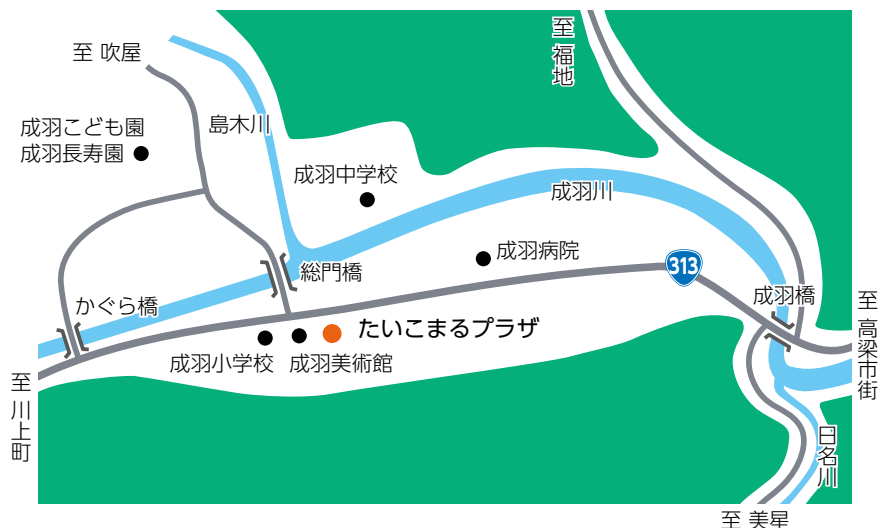 至 吹屋
至 福地
成羽こども園
成羽長寿園
島木川
成羽中学校
成羽川
成羽病院
総門橋
313
成羽橋
かぐら橋
至 高梁市街
たいこまるプラザ
成羽小学校
成羽美術館
至 川上町
日名川
至 美星